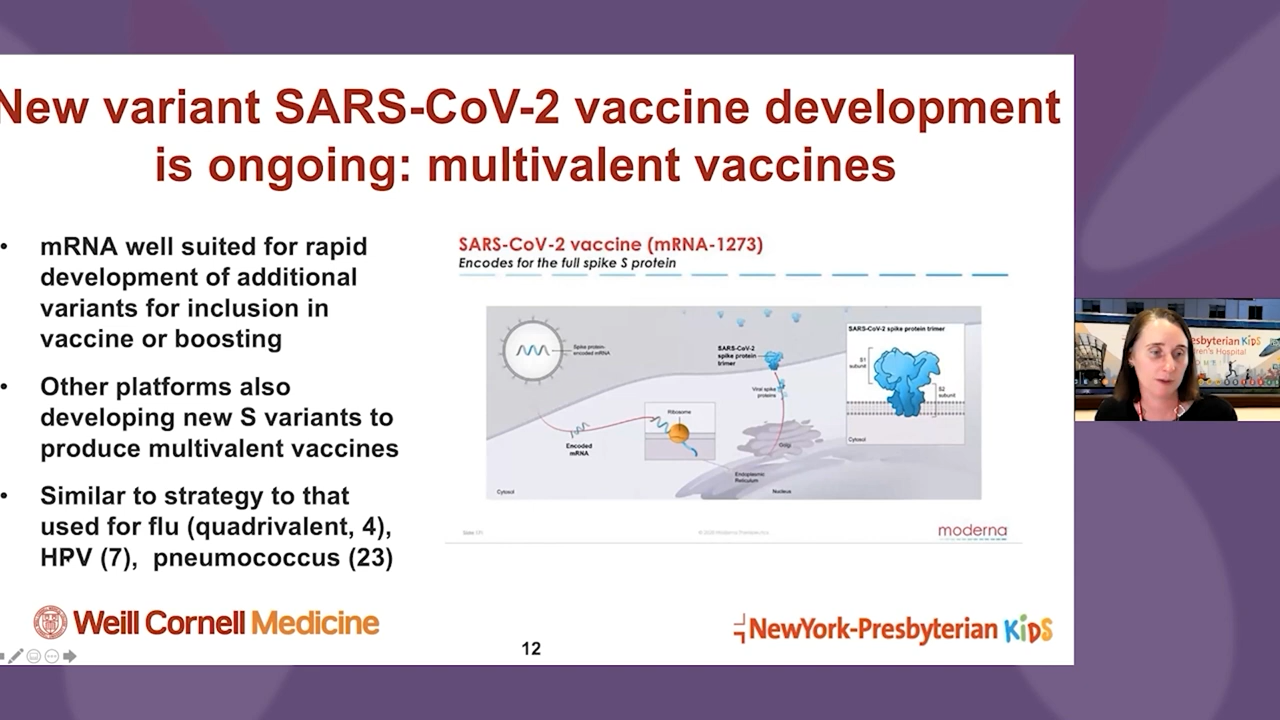 New variant SARS-CoV-2 vaccine development
is ongoing: multivalent vaccines
• mRNA well suited for rapid
development of additional
variants for inclusion in
vaccine or boosting
• Other platforms also
developing new S variants to
produce multivalent vaccines
• Similar to strategy to that
used for flu (quadrivalent, 4),
HPV (7), pneumococcus (23)
SARS-CoV-2 vaccine (mRNA-1273)
Encodes for the full spike S protein
Spike protein-
encoded mRNA
SARS-CoV-2
spike protein
trimer
Viral spike
proteins
Ribosome
Encoded
mRNA
Golgi
Endoplasmic
Reticulum
Nucleus
Cytosol
SARS-CoV-2 spike protein trimer
S1
subunit
S2
subunit
Cytosol
moderna
Weill Cornell Medicine
NewYork-Presbyterian KiDS
12
sbyterian KiDS
ren's Hospital